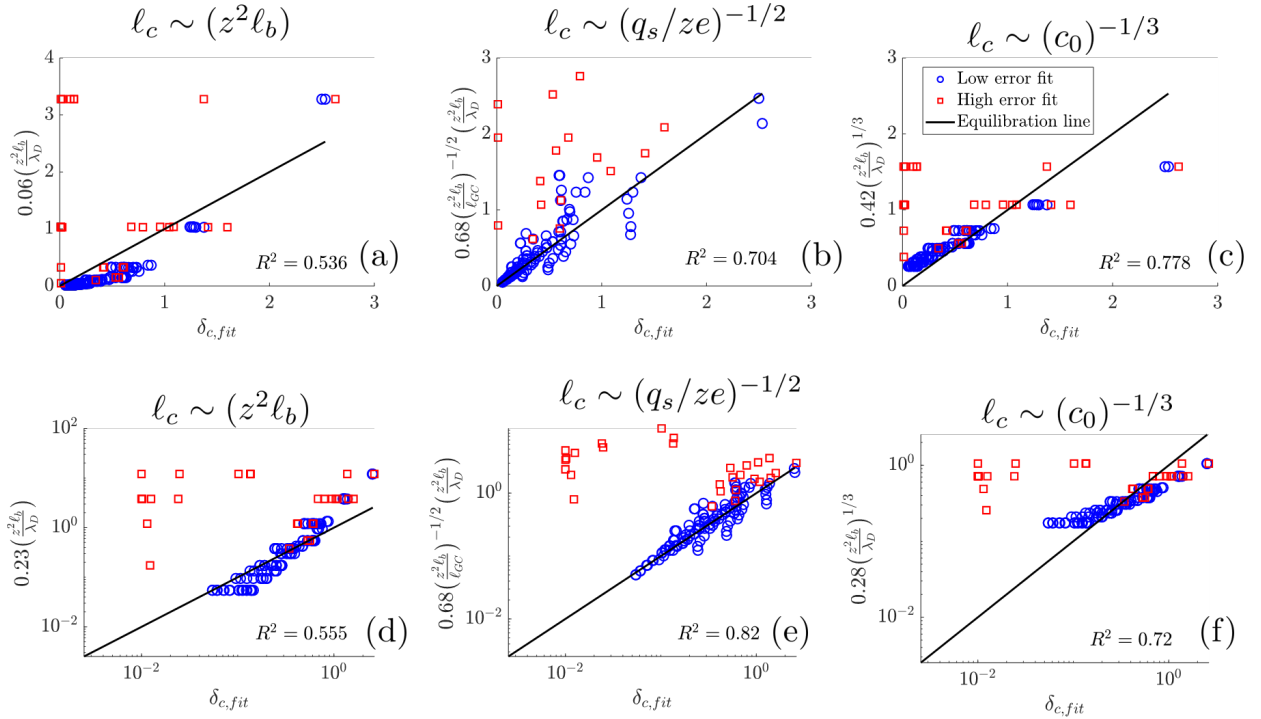 ℓ_c ∼ (z²ℓ_b)
0.06(z²ℓ_b/λ_D)
4
3
2
1
0
0 1 2 3
R² = 0.536
(a)
δ_{c,fit}
ℓ_c ∼ (q_s/ze)^{−1/2}
0.68(z²ℓ_b/ℓ_{GC})^{−1/2}(z²ℓ_b/λ_D)
3
2
1
0
0 1 2 3
R² = 0.704
(b)
δ_{c,fit}
ℓ_c ∼ (c_0)^{−1/3}
0.42(z²ℓ_b/λ_D)^{1/3}
3
2
1
0
0 1 2 3
Low error fit
High error fit
Equilibration line
R² = 0.778
(c)
δ_{c,fit}
ℓ_c ∼ (z²ℓ_b)
0.23(z²ℓ_b/λ_D)
10²
10⁰
10⁻²
10⁻² 10⁰
R² = 0.555
(d)
δ_{c,fit}
ℓ_c ∼ (q_s/ze)^{−1/2}
0.68(z²ℓ_b/ℓ_{GC})^{−1/2}(z²ℓ_b/λ_D)
10⁰
10⁻²
10⁻² 10⁰
R² = 0.82
(e)
δ_{c,fit}
ℓ_c ∼ (c_0)^{−1/3}
0.28(z²ℓ_b/λ_D)^{1/3}
10⁰
10⁻²
10⁻² 10⁰
R² = 0.72
(f)
δ_{c,fit}